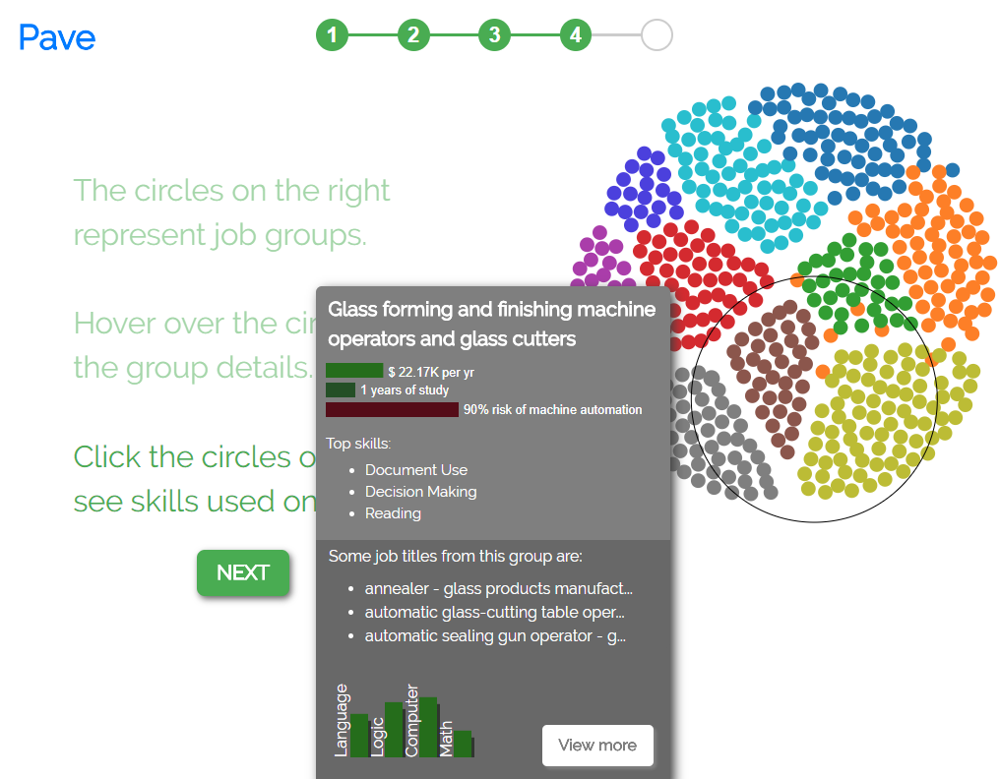 Pave
1 2 3 4
The circles on the right
represent job groups.
Hover over the cir
the group details.
Click the circles o
see skills used on
NEXT
Glass forming and finishing machine
operators and glass cutters
$ 22.17K per yr
1 years of study
90% risk of machine automation
Top skills:
• Document Use
• Decision Making
• Reading
Some job titles from this group are:
• annealer - glass products manufact...
• automatic glass-cutting table oper...
• automatic sealing gun operator - g...
Language
Logic
Computer
Math
View more